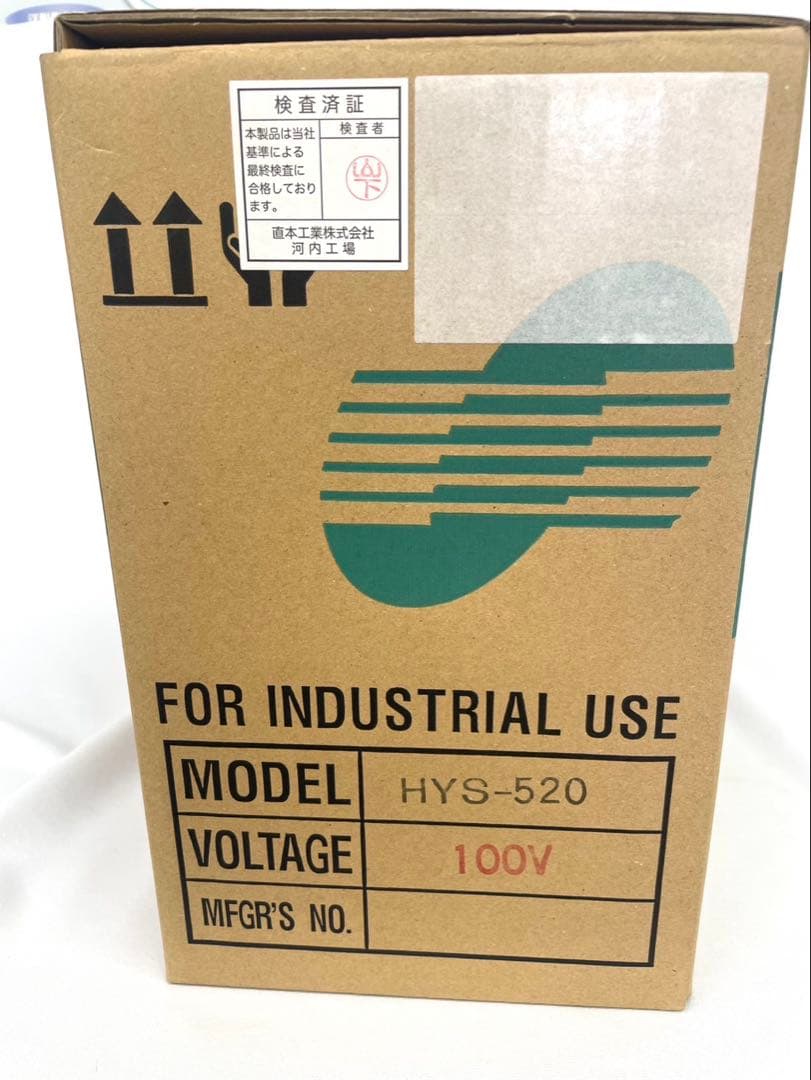 検査済証
本製品は当社
基準による
最終検査に
合格しており
ます。
検査者
山下
直本工業株式会社
河内工場
FOR INDUSTRIAL USE
MODEL HYS-520
VOLTAGE 100V
MFGR'S NO.